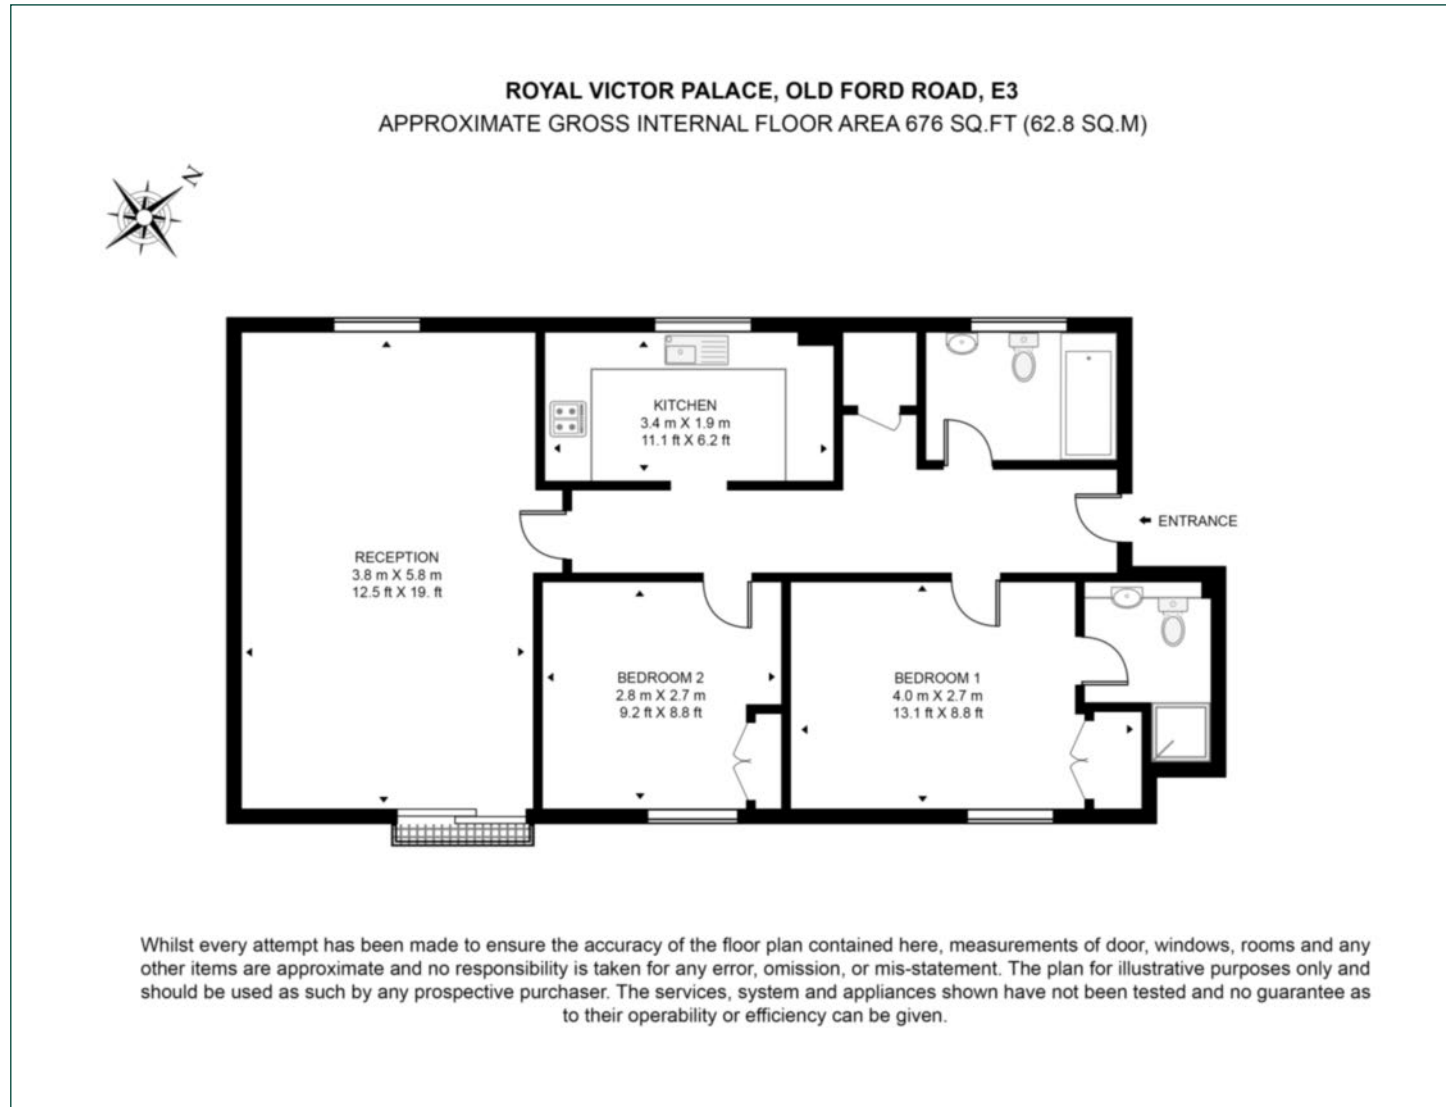 ROYAL VICTOR PALACE, OLD FORD ROAD, E3
APPROXIMATE GROSS INTERNAL FLOOR AREA 676 SQ.FT (62.8 SQ.M)
N
KITCHEN
3.4 m X 1.9 m
11.1 ft X 6.2 ft
ENTRANCE
RECEPTION
3.8 m X 5.8 m
12.5 ft X 19. ft
BEDROOM 2
2.8 m X 2.7 m
9.2 ft X 8.8 ft
BEDROOM 1
4.0 m X 2.7 m
13.1 ft X 8.8 ft
Whilst every attempt has been made to ensure the accuracy of the floor plan contained here, measurements of door, windows, rooms and any
other items are approximate and no responsibility is taken for any error, omission, or mis-statement. The plan for illustrative purposes only and
should be used as such by any prospective purchaser. The services, system and appliances shown have not been tested and no guarantee as
to their operability or efficiency can be given.